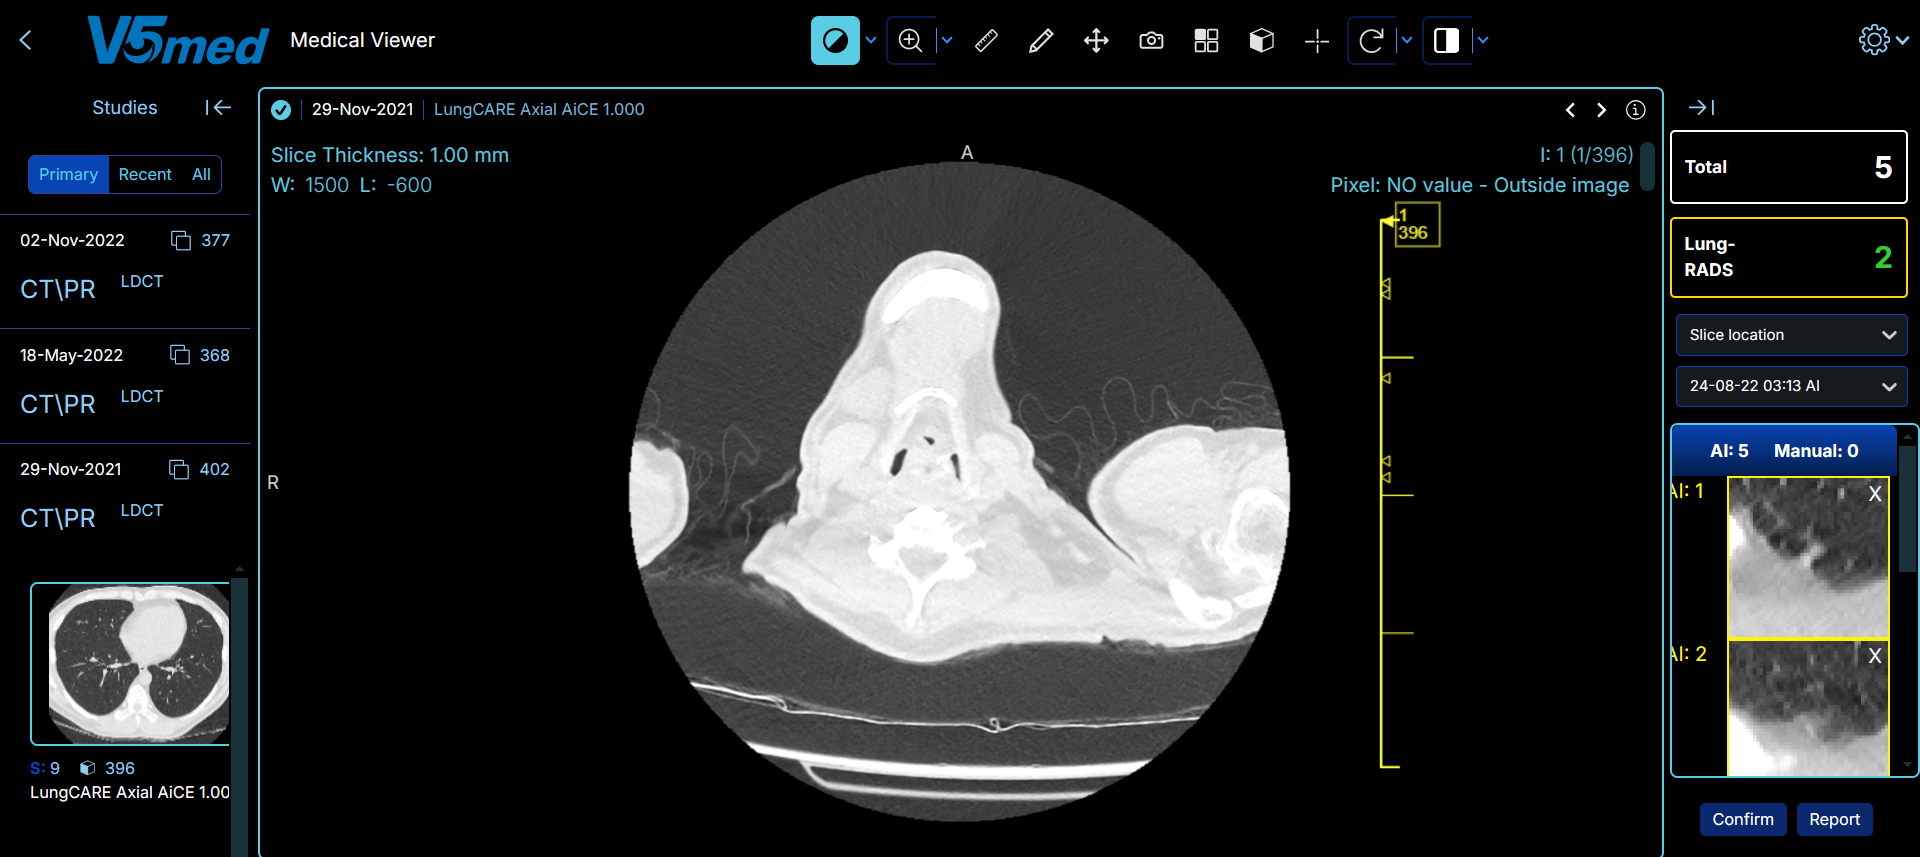 V5med Medical Viewer
Studies
Primary Recent All
02-Nov-2022 377
CT\PR LDCT
18-May-2022 368
CT\PR LDCT
29-Nov-2021 402
CT\PR LDCT
S: 9 396
LungCARE Axial AiCE 1.00
29-Nov-2021 LungCARE Axial AiCE 1.000
Slice Thickness: 1.00 mm
W: 1500 L: -600
A
R
I: 1 (1/396)
Pixel: NO value - Outside image
1
396
Total 5
Lung-
RADS 2
Slice location
24-08-22 03:13 AI
AI: 5 Manual: 0
AI: 1 X
AI: 2 X
Confirm Report